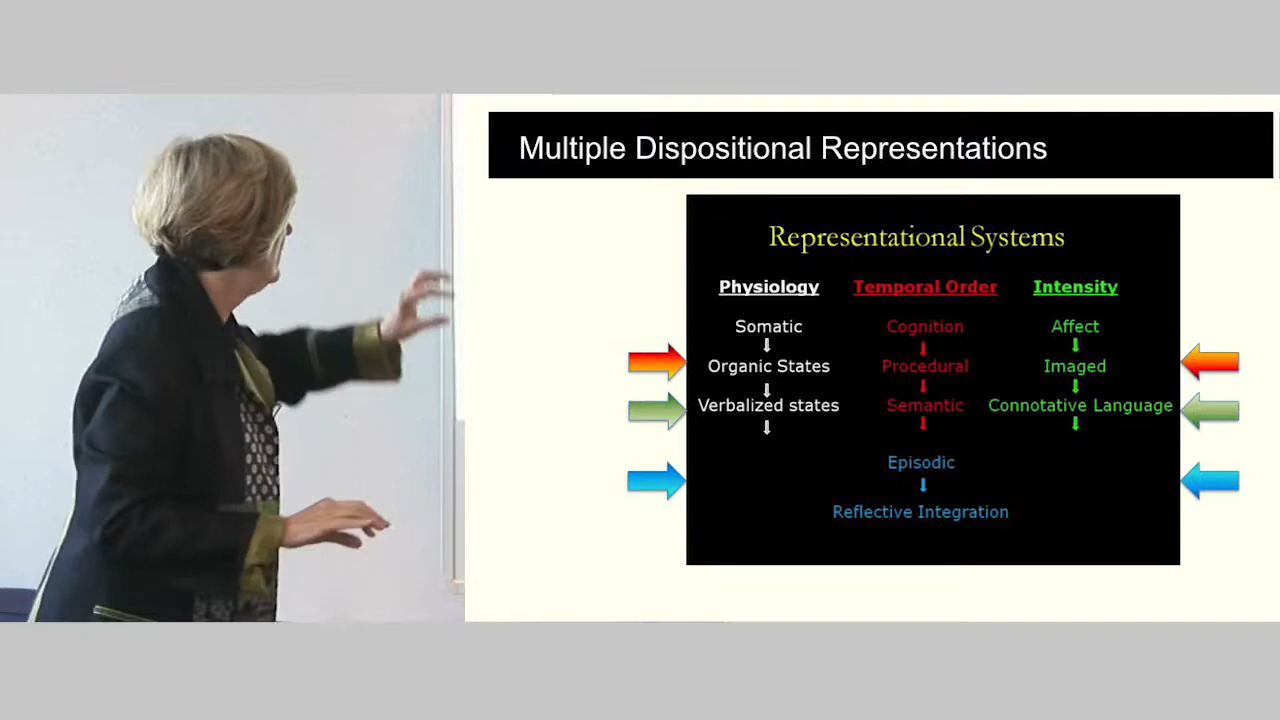 Multiple Dispositional Representations
Representational Systems
Physiology Temporal Order Intensity
Somatic Cognition Affect
Organic States Procedural Imaged
Verbalized states Semantic Connotative Language
Episodic
Reflective Integration